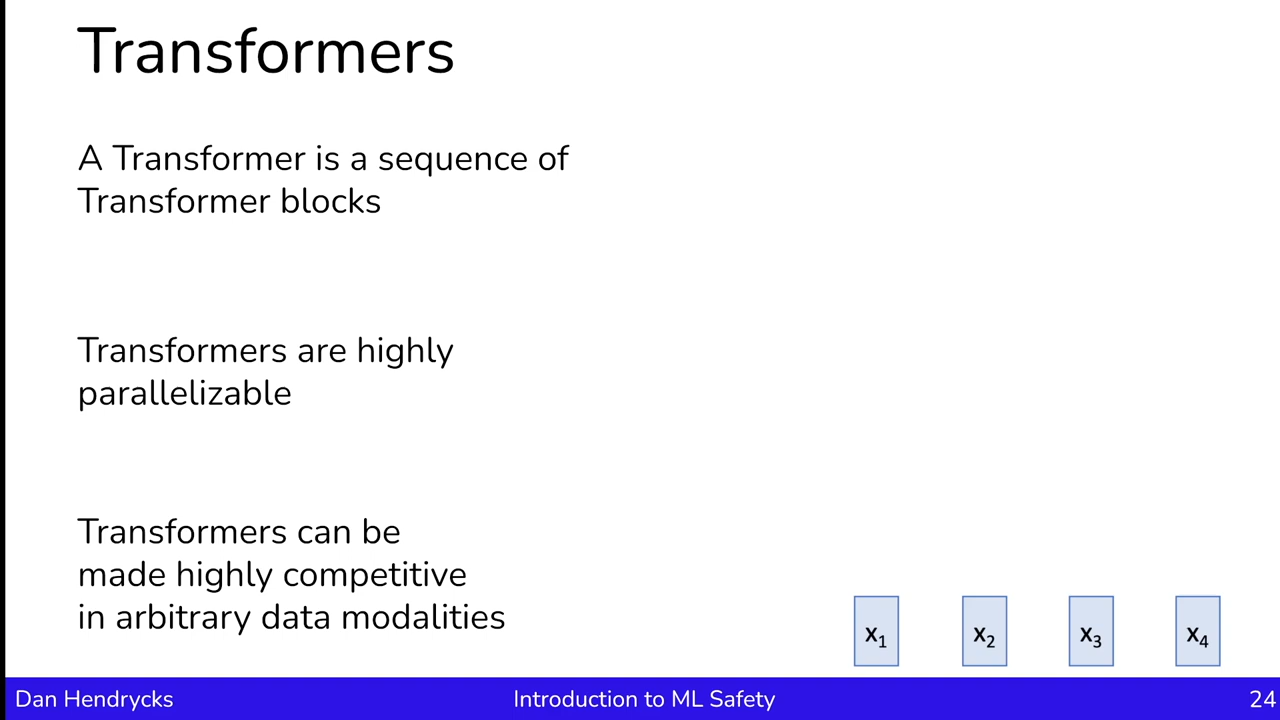 Transformers
A Transformer is a sequence of
Transformer blocks
Transformers are highly
parallelizable
Transformers can be
made highly competitive
in arbitrary data modalities
x₁ x₂ x₃ x₄
Dan Hendrycks Introduction to ML Safety 24